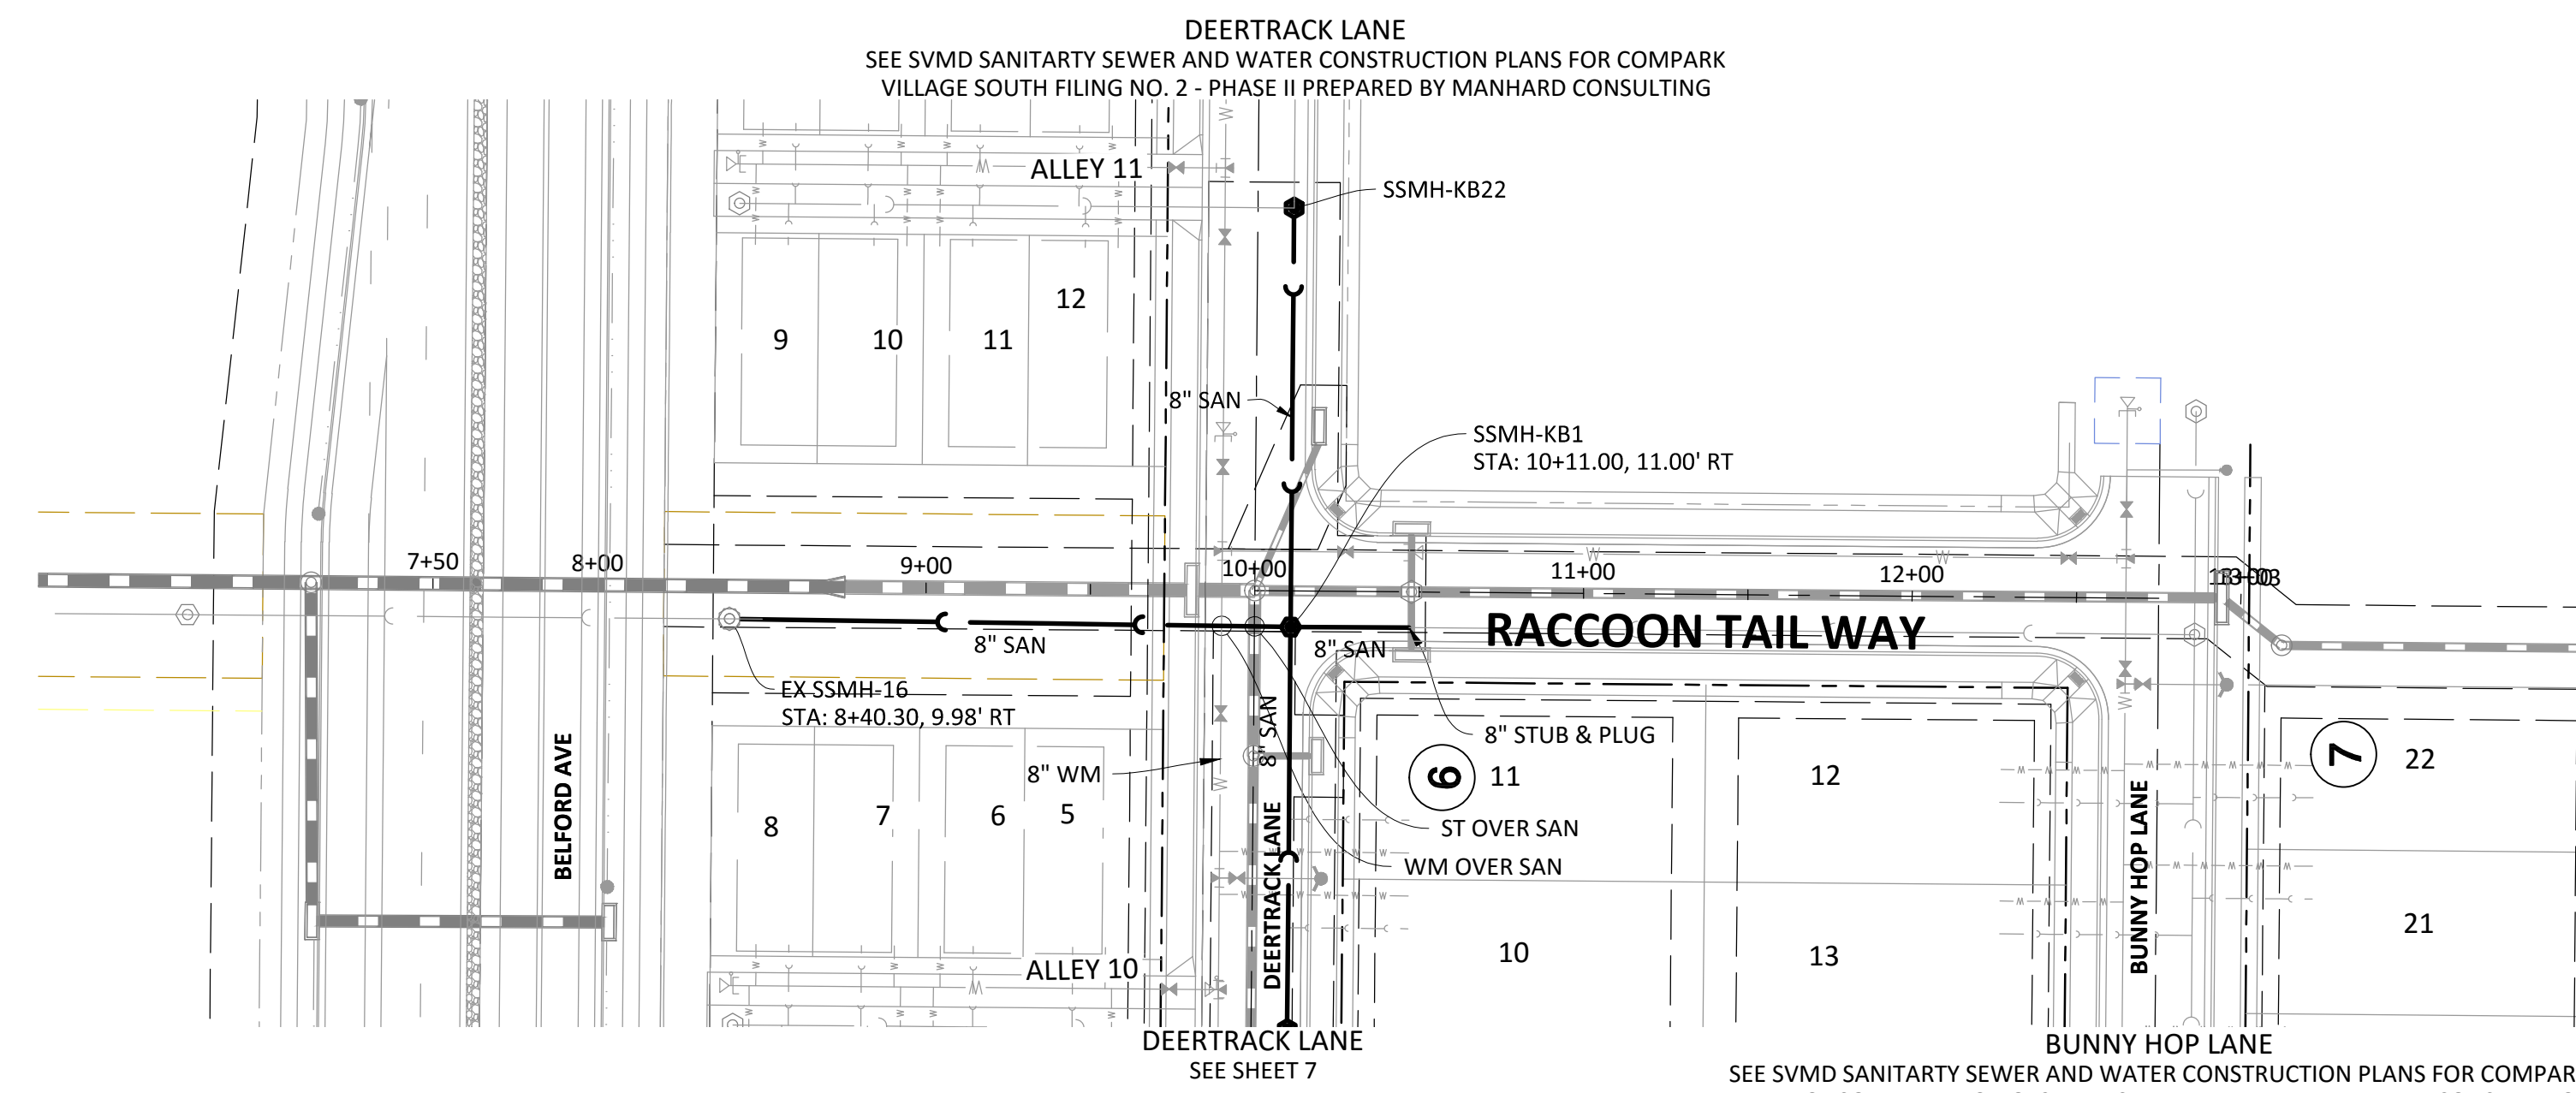 DEERTRACK LANE
SEE SVMD SANITARTY SEWER AND WATER CONSTRUCTION PLANS FOR COMPARK
VILLAGE SOUTH FILING NO. 2 - PHASE II PREPARED BY MANHARD CONSULTING
ALLEY 11
SSMH-KB22
12
9
10
11
8" SAN
SSMH-KB1
STA: 10+11.00, 11.00' RT
7+50
8+00
9+00
10+00
11+00
12+00
RACCOON TAIL WAY
8" SAN
8" SAN
EX SSMH-16
STA: 8+40.30, 9.98' RT
8" SAN
8" STUB & PLUG
BELFORD AVE
8" WM
6
11
12
7
22
8
7
6
5
ST OVER SAN
WM OVER SAN
DEERTRACK LANE
BUNNY HOP LANE
10
13
21
ALLEY 10
DEERTRACK LANE
SEE SHEET 7
BUNNY HOP LANE
SEE SVMD SANITARTY SEWER AND WATER CONSTRUCTION PLANS FOR COMPAR